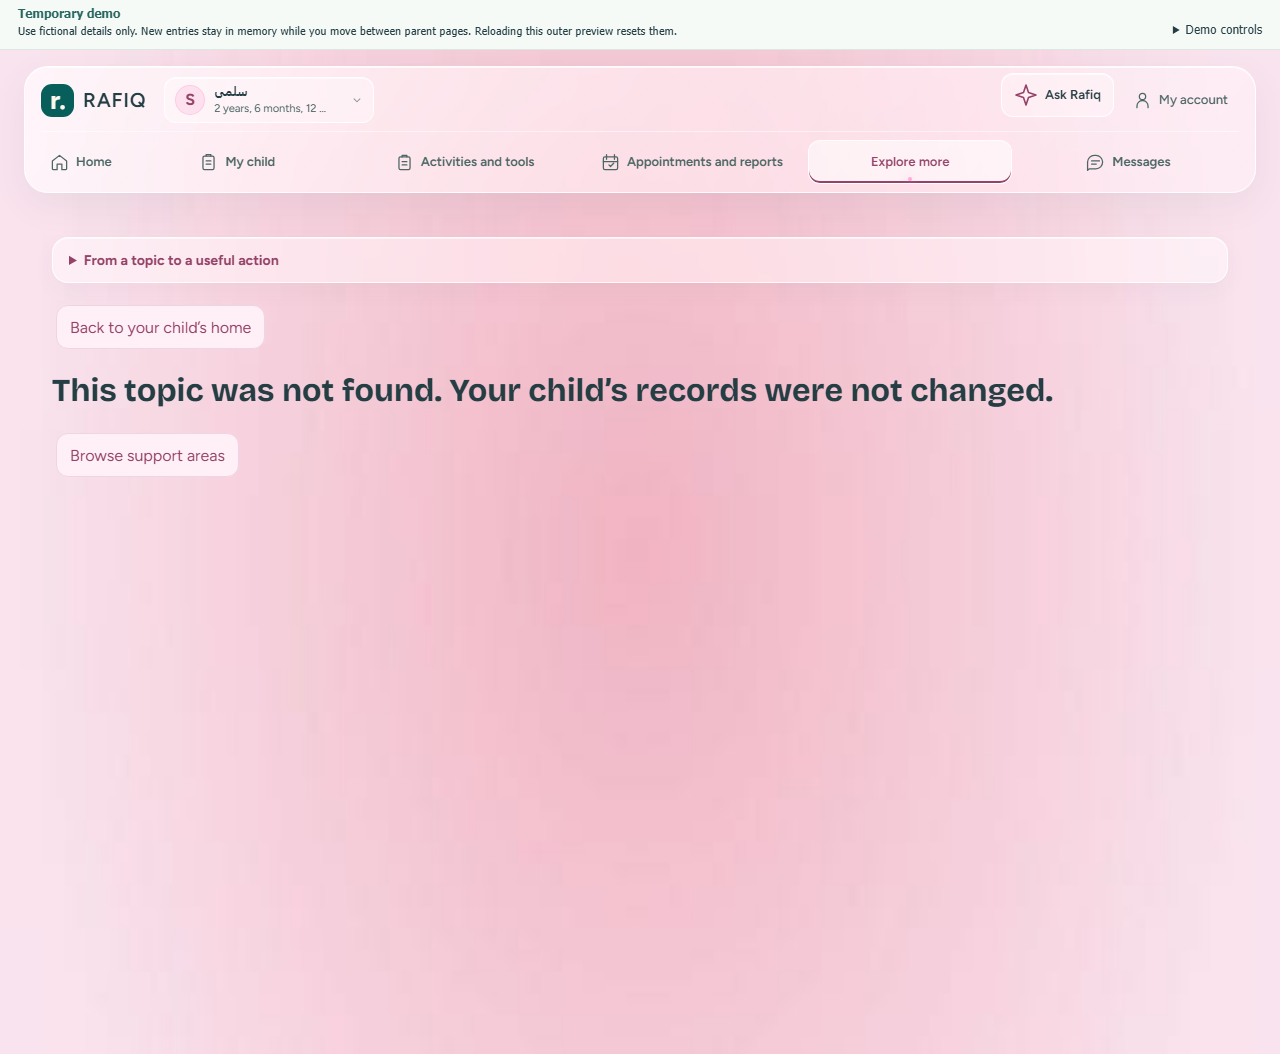 Temporary demo
Use fictional details only. New entries stay in memory while you move between parent pages. Reloading this outer preview resets them.
Demo controls
r. RAFIQ
S
سلمى
2 years, 6 months, 12 ...
Ask Rafiq
My account
Home
My child
Activities and tools
Appointments and reports
Explore more
Messages
From a topic to a useful action
Back to your child’s home
This topic was not found. Your child’s records were not changed.
Browse support areas